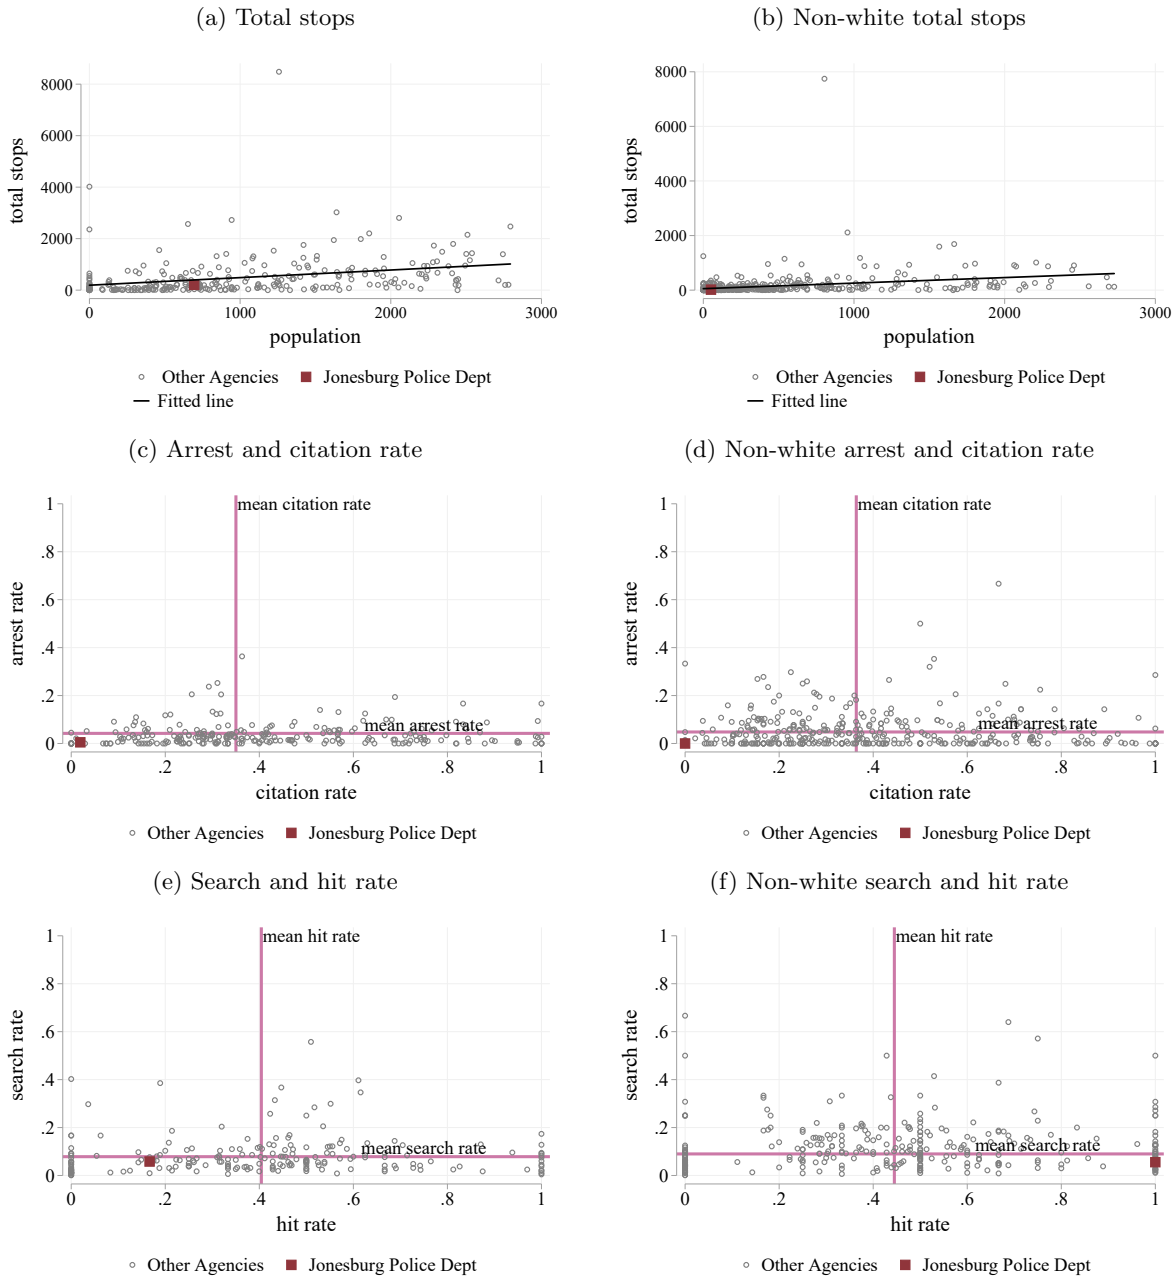 (a) Total stops
(b) Non-white total stops
total stops
8000
6000
4000
2000
0
0
1000
2000
3000
population
Other Agencies
Jonesburg Police Dept
Fitted line
total stops
8000
6000
4000
2000
0
0
1000
2000
3000
population
Other Agencies
Jonesburg Police Dept
Fitted line
(c) Arrest and citation rate
(d) Non-white arrest and citation rate
arrest rate
1
.8
.6
.4
.2
0
mean citation rate
mean arrest rate
0
.2
.4
.6
.8
1
citation rate
Other Agencies
Jonesburg Police Dept
arrest rate
1
.8
.6
.4
.2
0
mean citation rate
mean arrest rate
0
.2
.4
.6
.8
1
citation rate
Other Agencies
Jonesburg Police Dept
(e) Search and hit rate
(f) Non-white search and hit rate
search rate
1
.8
.6
.4
.2
0
mean hit rate
mean search rate
0
.2
.4
.6
.8
1
hit rate
Other Agencies
Jonesburg Police Dept
search rate
1
.8
.6
.4
.2
0
mean hit rate
mean search rate
0
.2
.4
.6
.8
1
hit rate
Other Agencies
Jonesburg Police Dept